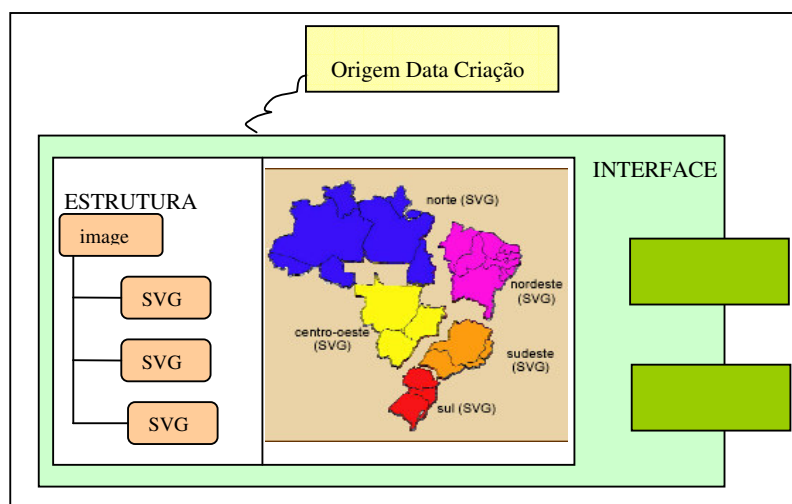 Origem Data Criação
INTERFACE
ESTRUTURA
image
SVG
SVG
SVG
norte (SVG)
nordeste
(SVG)
centro-oeste
(SVG)
sudeste
(SVG)
sul (SVG)